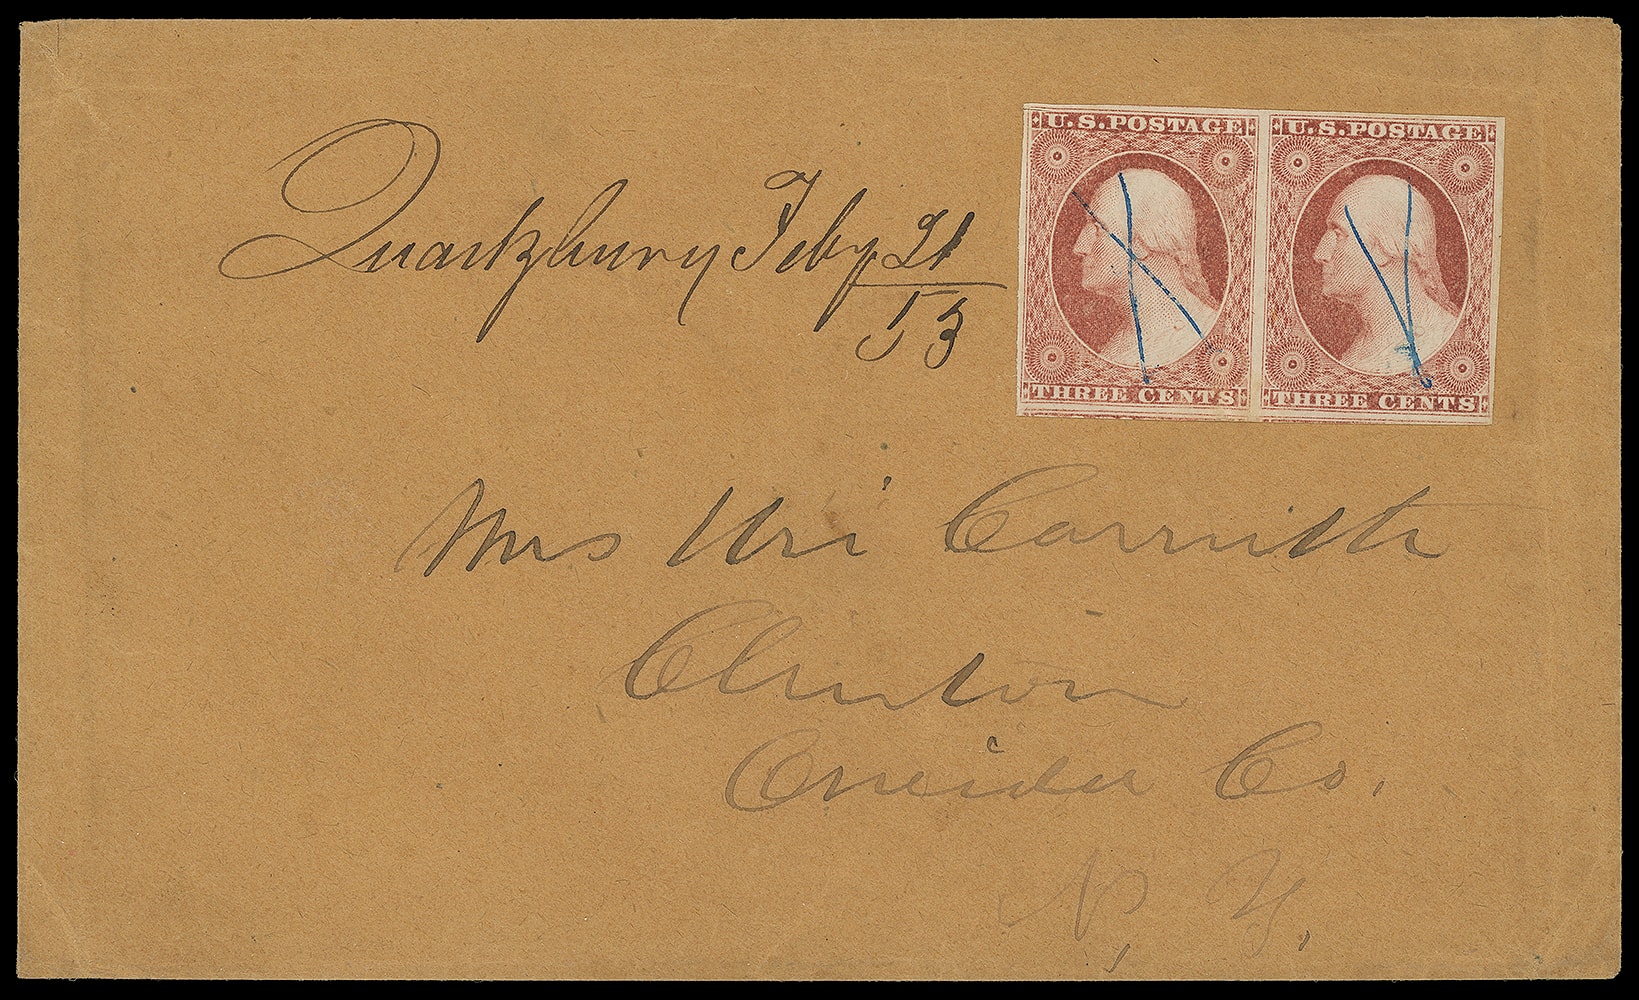 Quartzburg Feby 21
53
U.S. POSTAGE
THREE CENTS
U.S. POSTAGE
THREE CENTS
Mrs Uri Carruth
Clinton
Oneida Co.
N. Y.